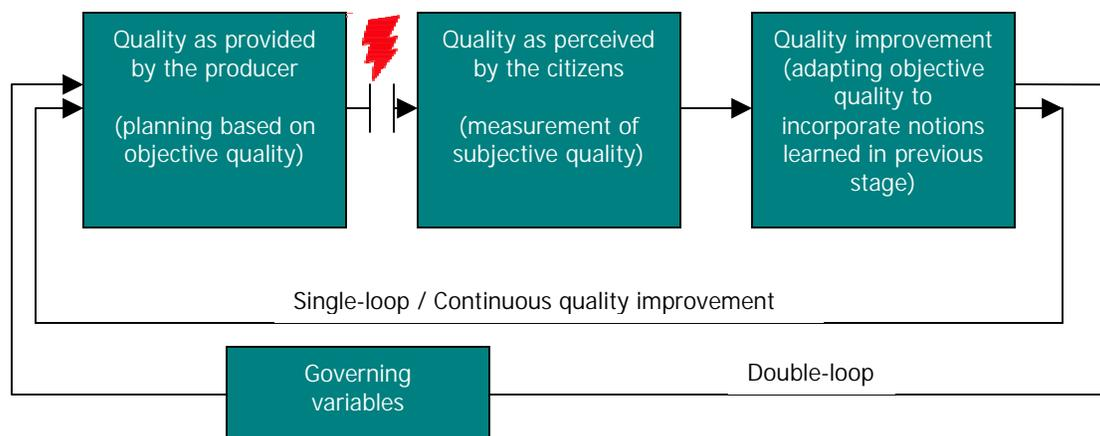 Quality as provided
by the producer
(planning based on
objective quality)
Quality as perceived
by the citizens
(measurement of
subjective quality)
Quality improvement
(adapting objective
quality to
incorporate notions
learned in previous
stage)
Single-loop / Continuous quality improvement
Governing
variables
Double-loop